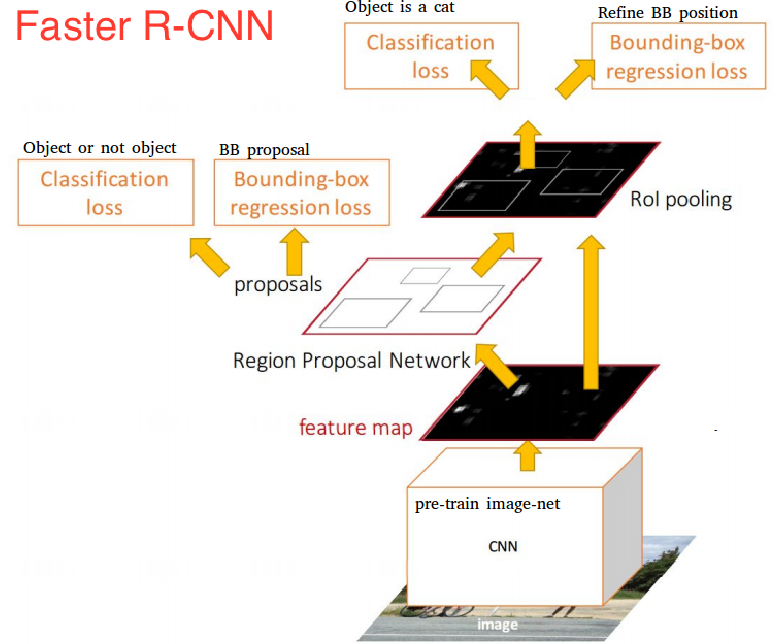 Faster R-CNN
Object is a cat
Classification
loss
Refine BB position
Bounding-box
regression loss
Object or not object
Classification
loss
BB proposal
Bounding-box
regression loss
RoI pooling
proposals
Region Proposal Network
feature map
pre-train image-net
CNN
image